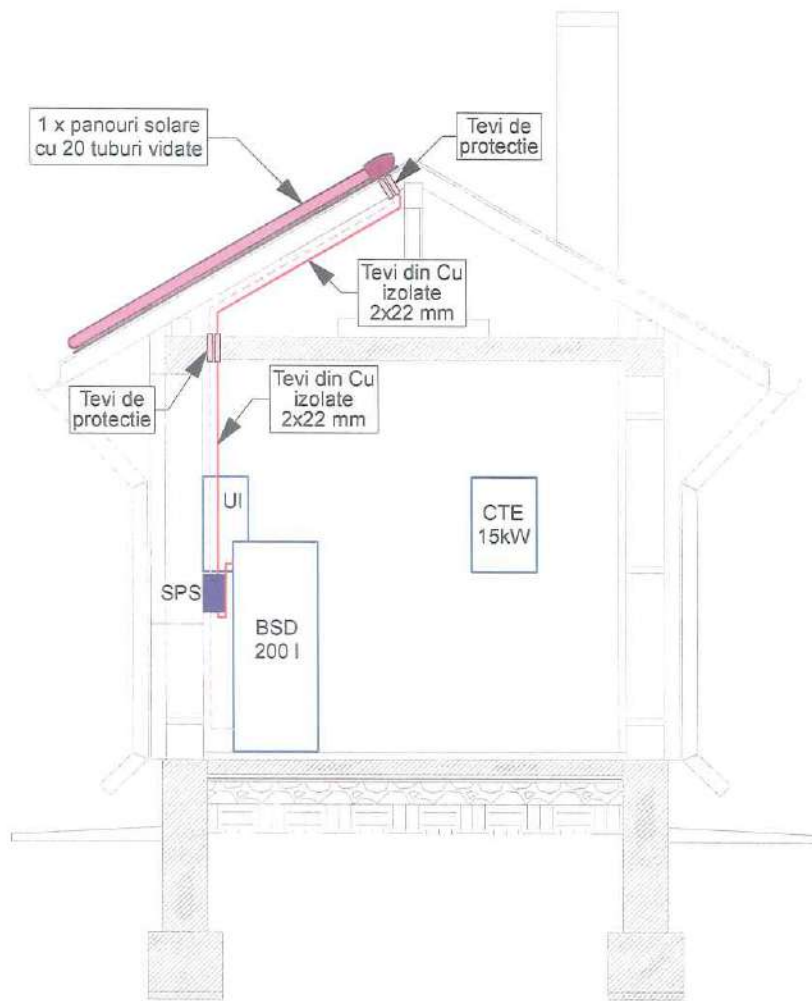 1 x panouri solare
cu 20 tuburi vidate
Tevi de
protectie
Tevi din Cu
izolate
2x22 mm
Tevi de
protectie
Tevi din Cu
izolate
2x22 mm
UI
CTE
15kW
SPS
BSD
200 l